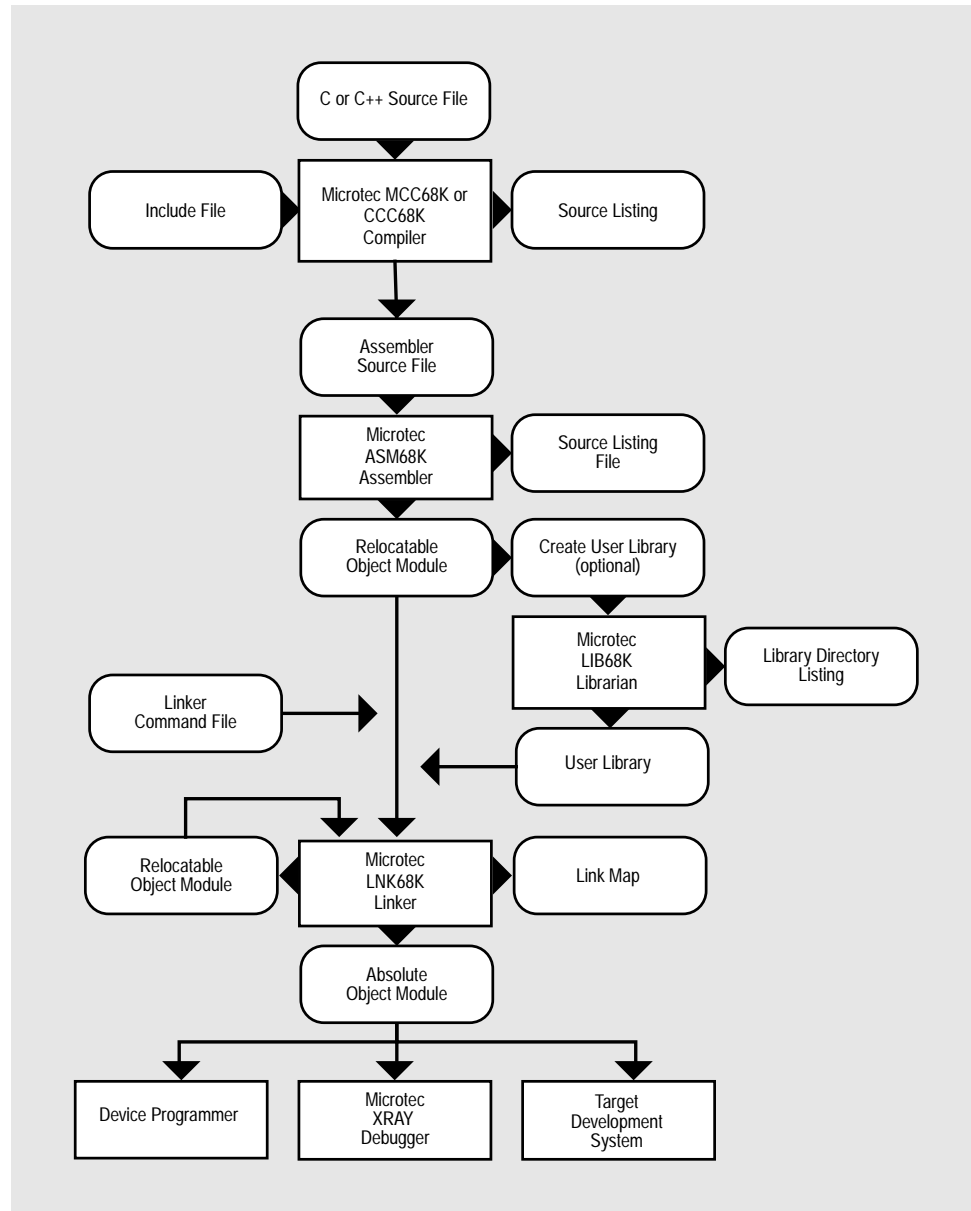 C or C++ Source File
Include File
Microtec MCC68K or
CCC68K
Compiler
Source Listing
Assembler
Source File
Microtec
ASM68K
Assembler
Source Listing
File
Relocatable
Object Module
Create User Library
(optional)
Microtec
LIB68K
Librarian
Library Directory
Listing
Linker
Command File
User Library
Relocatable
Object Module
Microtec
LNK68K
Linker
Link Map
Absolute
Object Module
Device Programmer
Microtec
XRAY
Debugger
Target
Development
System